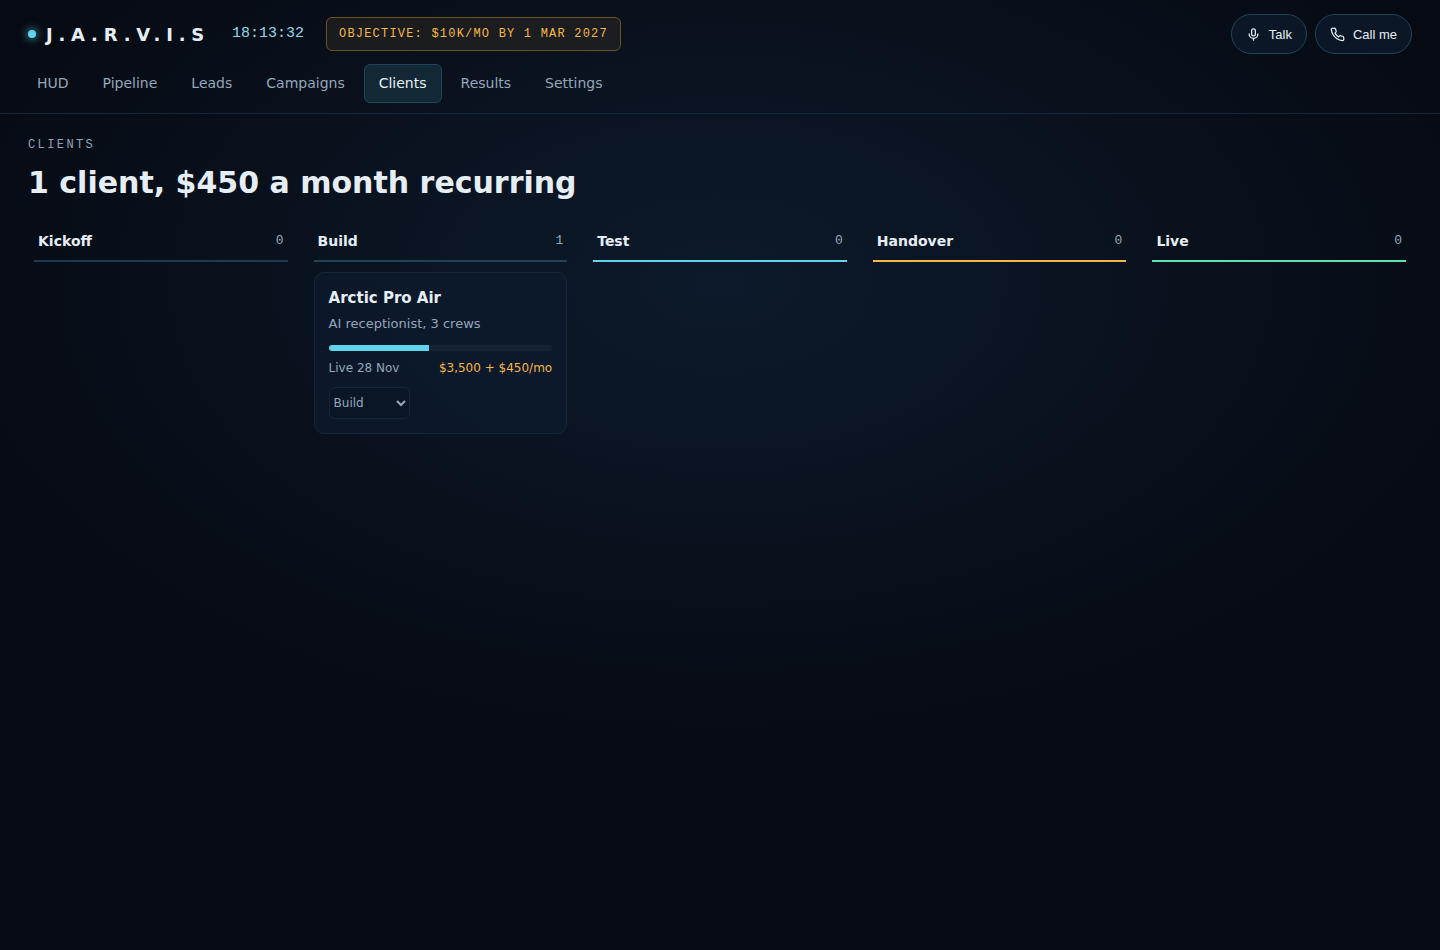 J.A.R.V.I.S 18:13:32 OBJECTIVE: $10K/MO BY 1 MAR 2027 Talk Call me
HUD Pipeline Leads Campaigns Clients Results Settings
CLIENTS
1 client, $450 a month recurring
Kickoff 0 Build 1 Test 0 Handover 0 Live 0
Arctic Pro Air
AI receptionist, 3 crews
Live 28 Nov $3,500 + $450/mo
Build